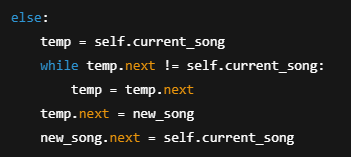 else:
    temp = self.current_song
    while temp.next != self.current_song:
        temp = temp.next
    temp.next = new_song
    new_song.next = self.current_song